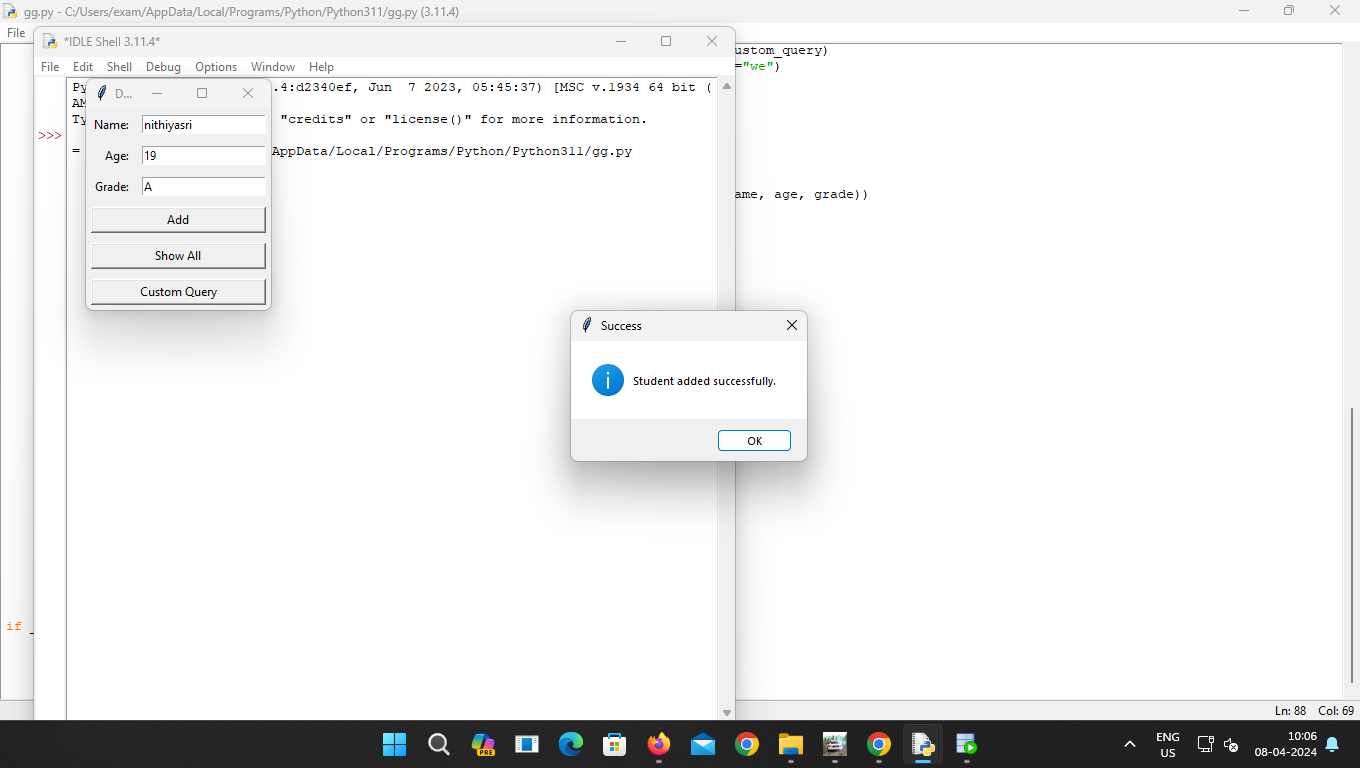 gg.py - C:/Users/exam/AppData/Local/Programs/Python/Python311/gg.py (3.11.4)
File
*IDLE Shell 3.11.4*
File Edit Shell Debug Options Window Help
ustom_query)
="we")
.4:d2340ef, Jun 7 2023, 05:45:37) [MSC v.1934 64 bit (
"credits" or "license()" for more information.
>>>
= AppData/Local/Programs/Python/Python311/gg.py
ame, age, grade))
D...
Name: nithiyasri
Age: 19
Grade: A
Add
Show All
Custom Query
Success
Student added successfully.
OK
if _
Ln: 88 Col: 69
PRE
ENG
US
10:06
08-04-2024